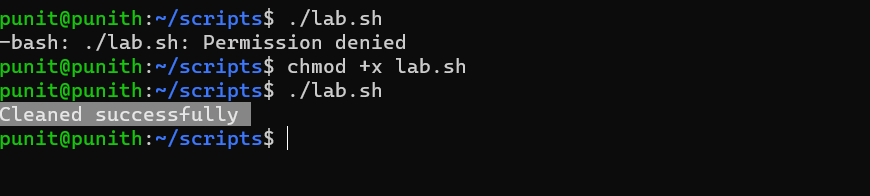 punit@punith:~/scripts$ ./lab.sh
-bash: ./lab.sh: Permission denied
punit@punith:~/scripts$ chmod +x lab.sh
punit@punith:~/scripts$ ./lab.sh
Cleaned successfully
punit@punith:~/scripts$